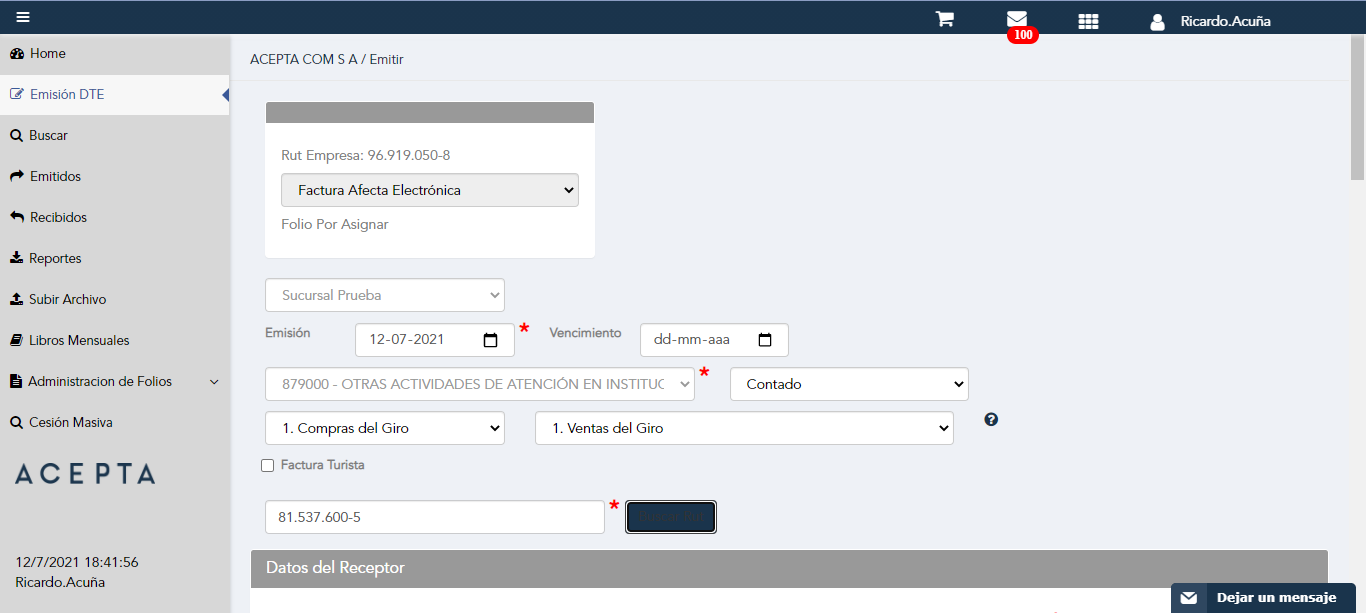 Ricardo.Acuña
100
Home
Emisión DTE
Buscar
Emitidos
Recibidos
Reportes
Subir Archivo
Libros Mensuales
Administracion de Folios
Cesión Masiva
ACEPTA
12/7/2021 18:41:56
Ricardo.Acuña
ACEPTA COM S A / Emitir
Rut Empresa: 96.919.050-8
Factura Afecta Electrónica
Folio Por Asignar
Sucursal Prueba
Emisión 12-07-2021 * Vencimiento dd-mm-aaa
879000 - OTRAS ACTIVIDADES DE ATENCIÓN EN INSTITUC * Contado
1. Compras del Giro 1. Ventas del Giro ?
Factura Turista
81.537.600-5 *
Datos del Receptor
Dejar un mensaje